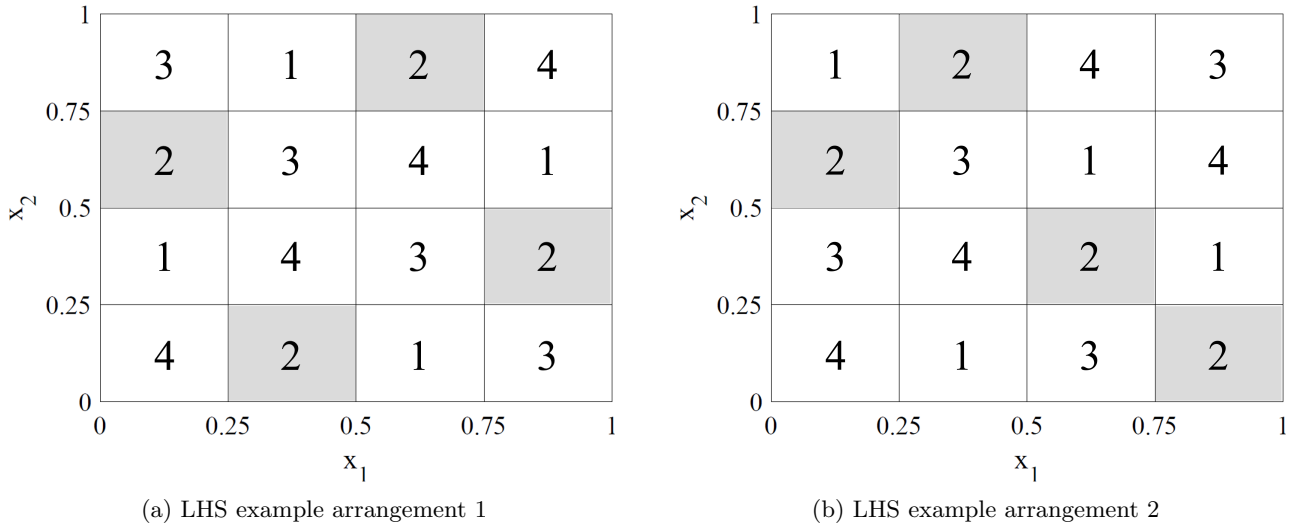 1
3 1 2 4
0.75
2 3 4 1
x2
0.5
1 4 3 2
0.25
4 2 1 3
0
0 0.25 0.5 0.75 1
x1
(a) LHS example arrangement 1
1
1 2 4 3
0.75
2 3 1 4
x2
0.5
3 4 2 1
0.25
4 1 3 2
0
0 0.25 0.5 0.75 1
x1
(b) LHS example arrangement 2